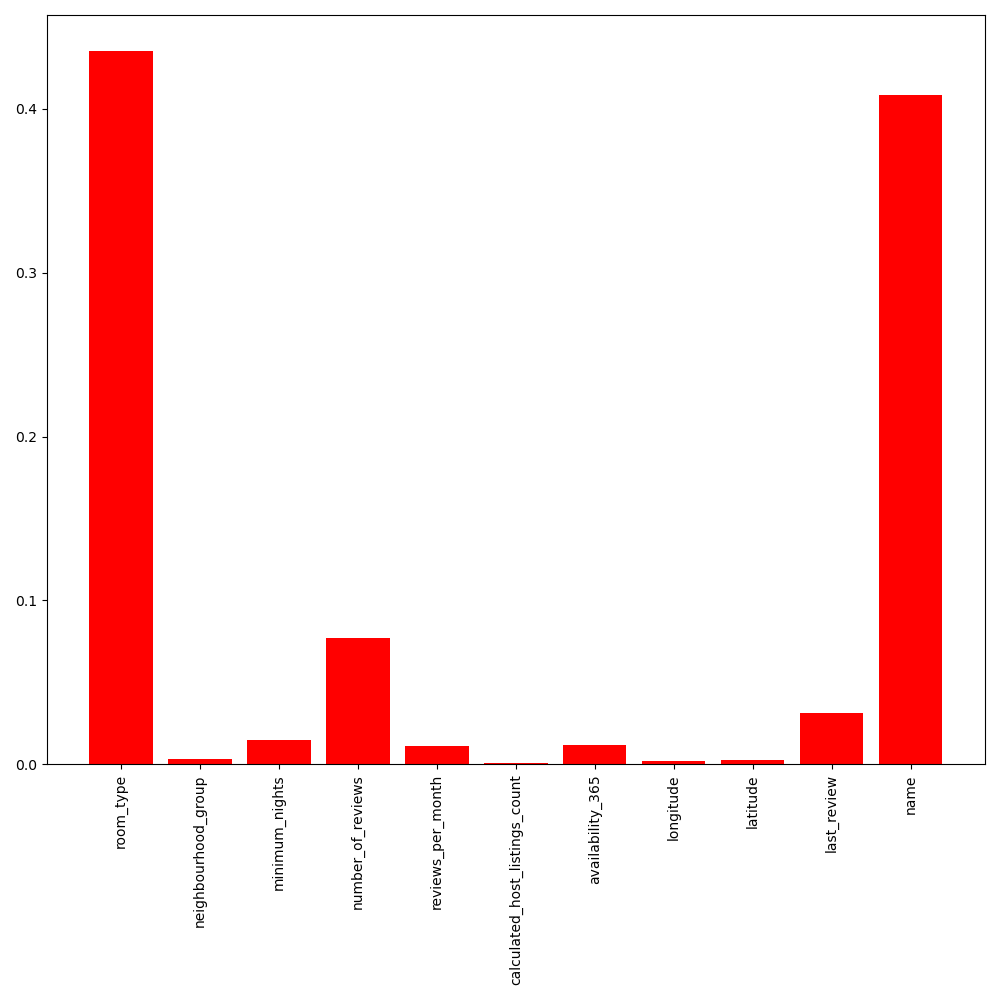 0.4
0.3
0.2
0.1
0.0
room_type
neighbourhood_group
minimum_nights
number_of_reviews
reviews_per_month
calculated_host_listings_count
availability_365
longitude
latitude
last_review
name